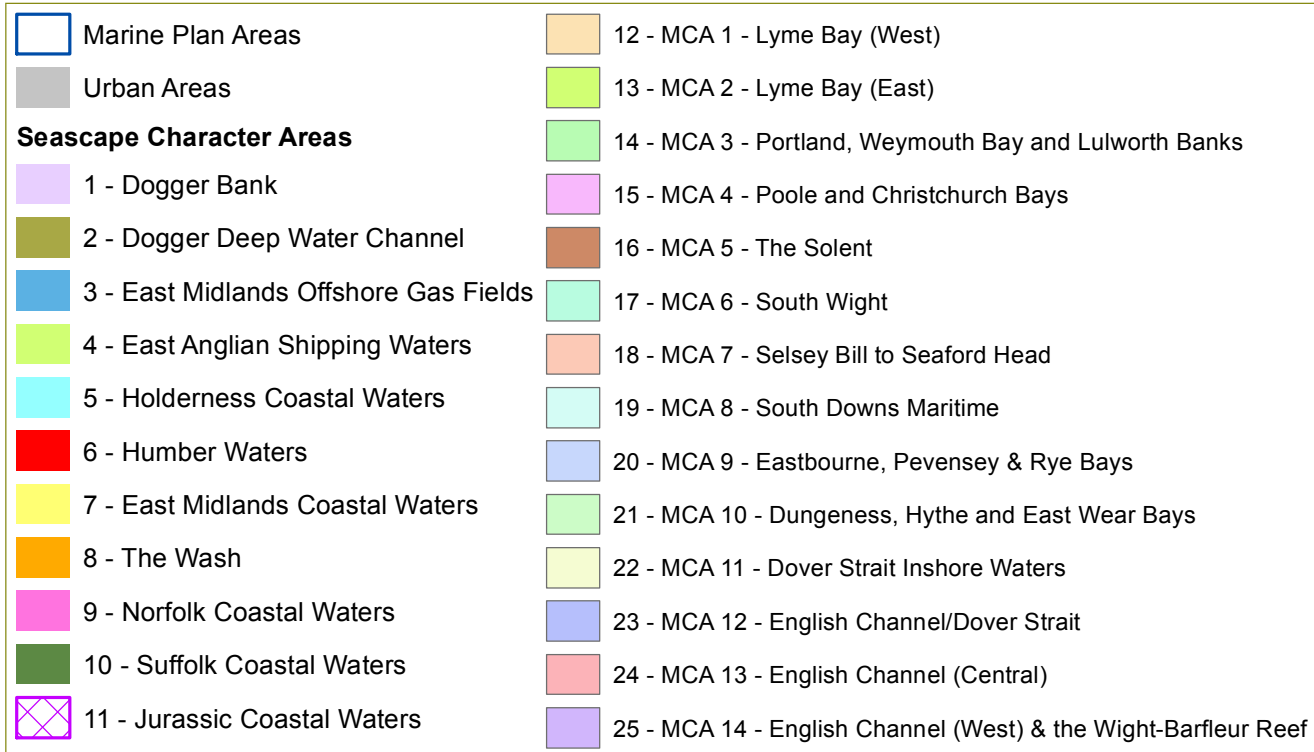 Marine Plan Areas
Urban Areas
Seascape Character Areas
1 - Dogger Bank
2 - Dogger Deep Water Channel
3 - East Midlands Offshore Gas Fields
4 - East Anglian Shipping Waters
5 - Holderness Coastal Waters
6 - Humber Waters
7 - East Midlands Coastal Waters
8 - The Wash
9 - Norfolk Coastal Waters
10 - Suffolk Coastal Waters
11 - Jurassic Coastal Waters
12 - MCA 1 - Lyme Bay (West)
13 - MCA 2 - Lyme Bay (East)
14 - MCA 3 - Portland, Weymouth Bay and Lulworth Banks
15 - MCA 4 - Poole and Christchurch Bays
16 - MCA 5 - The Solent
17 - MCA 6 - South Wight
18 - MCA 7 - Selsey Bill to Seaford Head
19 - MCA 8 - South Downs Maritime
20 - MCA 9 - Eastbourne, Pevensey & Rye Bays
21 - MCA 10 - Dungeness, Hythe and East Wear Bays
22 - MCA 11 - Dover Strait Inshore Waters
23 - MCA 12 - English Channel/Dover Strait
24 - MCA 13 - English Channel (Central)
25 - MCA 14 - English Channel (West) & the Wight-Barfleur Reef